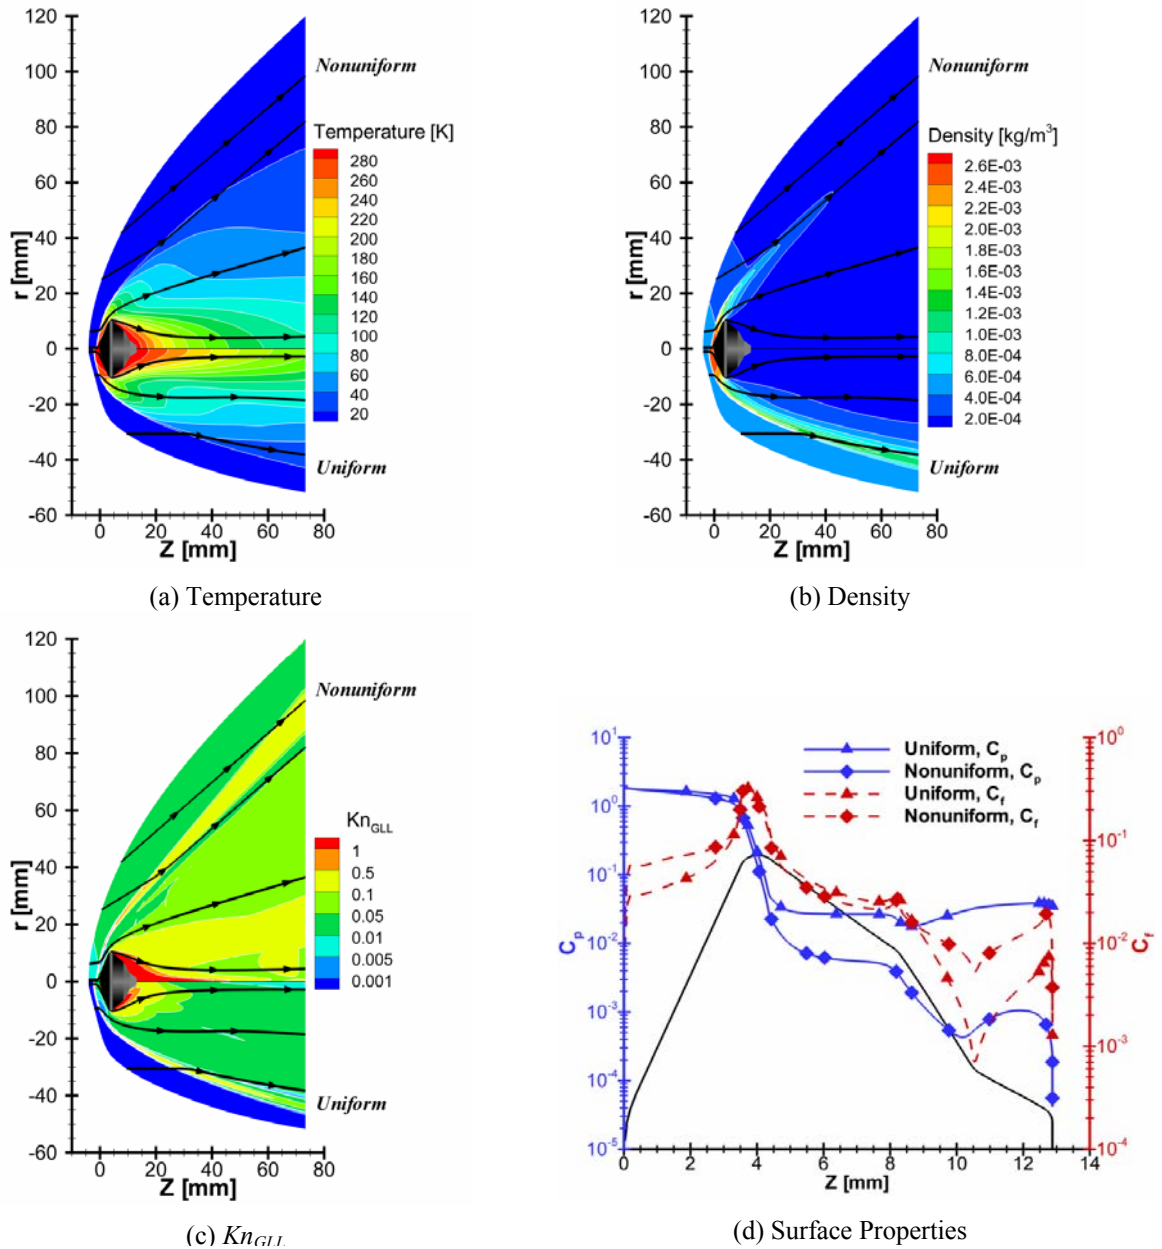 120
100
80
60
40
20
0
-20
-40
-60
r [mm]
0 20 40 60 80
Z [mm]
Nonuniform
Temperature [K]
280
260
240
220
200
180
160
140
120
100
80
60
40
20
Uniform
(a) Temperature
120
100
80
60
40
20
0
-20
-40
-60
r [mm]
0 20 40 60 80
Z [mm]
Nonuniform
Density [kg/m³]
2.6E-03
2.4E-03
2.2E-03
2.0E-03
1.8E-03
1.6E-03
1.4E-03
1.2E-03
1.0E-03
8.0E-04
6.0E-04
4.0E-04
2.0E-04
Uniform
(b) Density
120
100
80
60
40
20
0
-20
-40
-60
r [mm]
0 20 40 60 80
Z [mm]
Nonuniform
Kn_GLL
1
0.5
0.1
0.05
0.01
0.005
0.001
Uniform
(c) Kn_GLL
10¹
10⁰
10⁻¹
10⁻²
10⁻³
10⁻⁴
10⁻⁵
C_p
Uniform, C_p
Nonuniform, C_p
Uniform, C_f
Nonuniform, C_f
10⁰
10⁻¹
10⁻²
10⁻³
10⁻⁴
C_f
0 2 4 6 8 10 12 14
Z [mm]
(d) Surface Properties